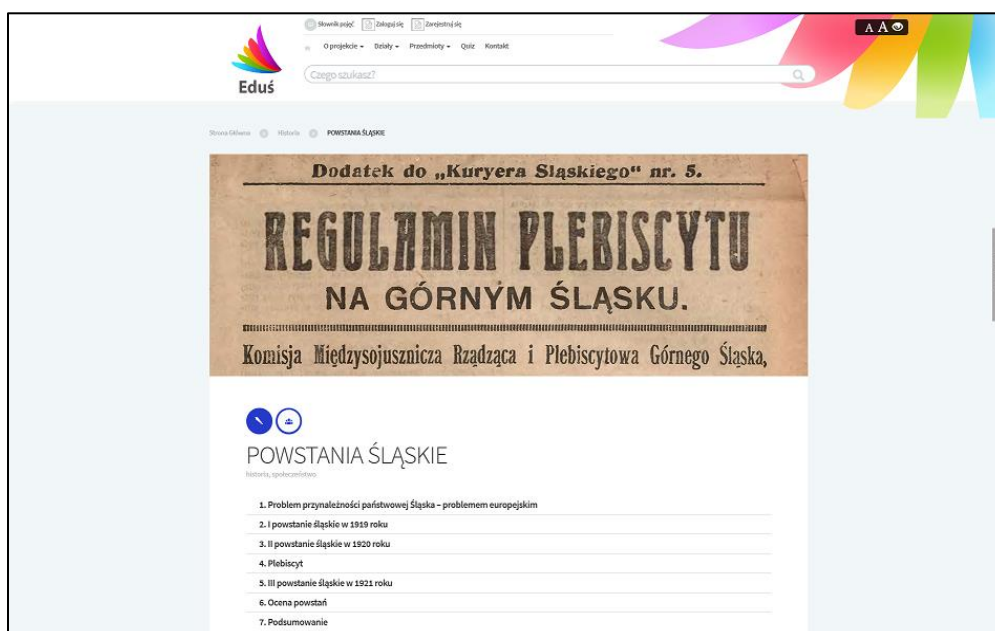 Słownik pojęć Zaloguj się Zarejestruj się
A A
O projekcie Działy Przedmioty Quiz Kontakt
Czego szukasz?
Eduś
Strona Główna Historia POWSTANIA ŚLĄSKIE
Dodatek do „Kuryera Sląskiego“ nr. 5.
REGULAMIN PLEBISCYTU
NA GÓRNYM ŚLĄSKU.
Komisja Międzysojusznicza Rządząca i Plebiscytowa Górnego Śląska,
POWSTANIA ŚLĄSKIE
historia, społeczeństwo
1. Problem przynależności państwowej Śląska – problemem europejskim
2. I powstanie śląskie w 1919 roku
3. II powstanie śląskie w 1920 roku
4. Plebiscyt
5. III powstanie śląskie w 1921 roku
6. Ocena powstań
7. Podsumowanie